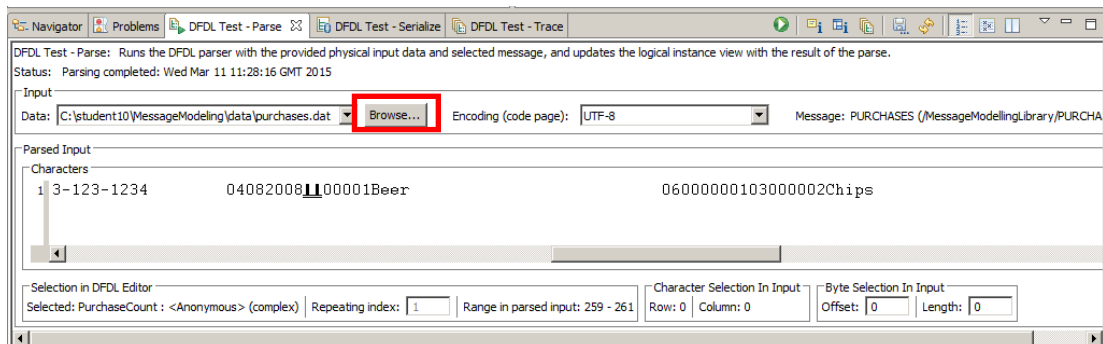 Navigator Problems DFDL Test - Parse DFDL Test - Serialize DFDL Test - Trace
DFDL Test - Parse: Runs the DFDL parser with the provided physical input data and selected message, and updates the logical instance view with the result of the parse.
Status: Parsing completed: Wed Mar 11 11:28:16 GMT 2015
Input
Data: C:\student10\MessageModeling\data\purchases.dat Browse... Encoding (code page): UTF-8 Message: PURCHASES (/MessageModellingLibrary/PURCHA
Parsed Input
Characters
1 3-123-1234 040820081100001Beer 06000000103000002Chips
Selection in DFDL Editor Character Selection In Input Byte Selection In Input
Selected: PurchaseCount : <Anonymous> (complex) Repeating index: 1 Range in parsed input: 259 - 261 Row: 0 Column: 0 Offset: 0 Length: 0